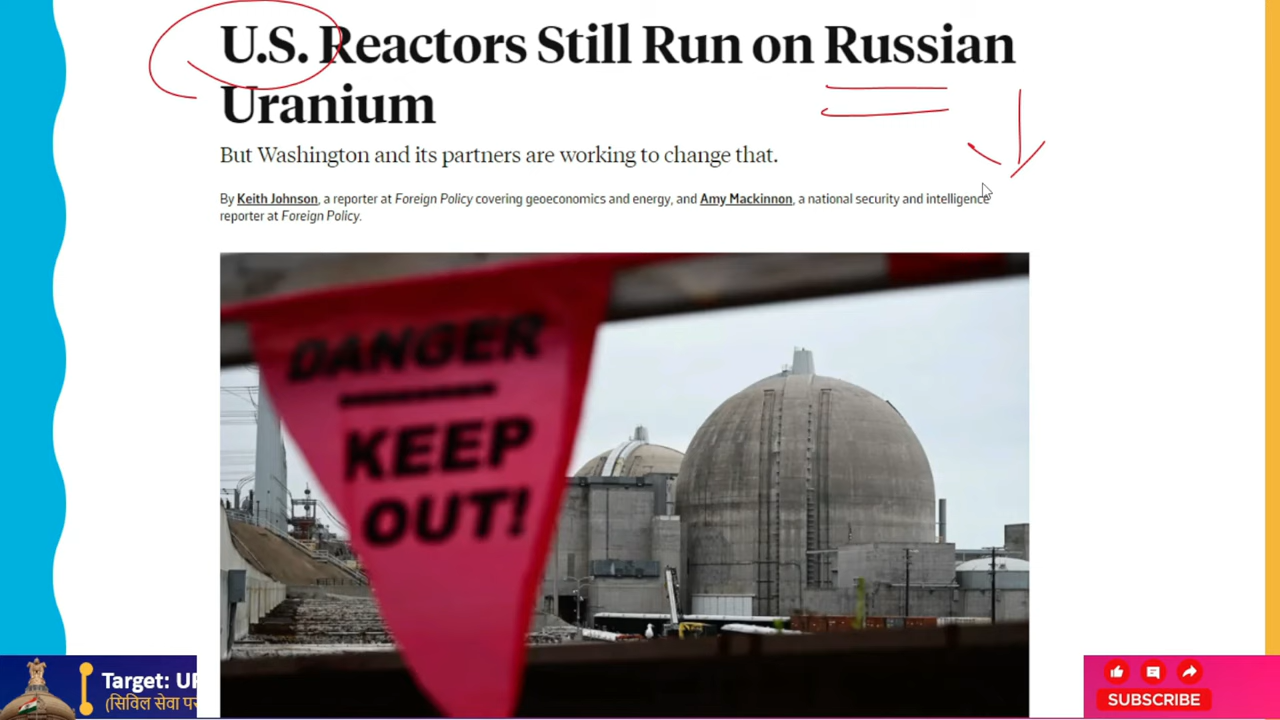 U.S. Reactors Still Run on Russian
Uranium
But Washington and its partners are working to change that.
By Keith Johnson, a reporter at Foreign Policy covering geoeconomics and energy, and Amy Mackinnon, a national security and intelligence
reporter at Foreign Policy.
DANGER
KEEP
OUT!
Target: UP
(सिविल सेवा पर
SUBSCRIBE